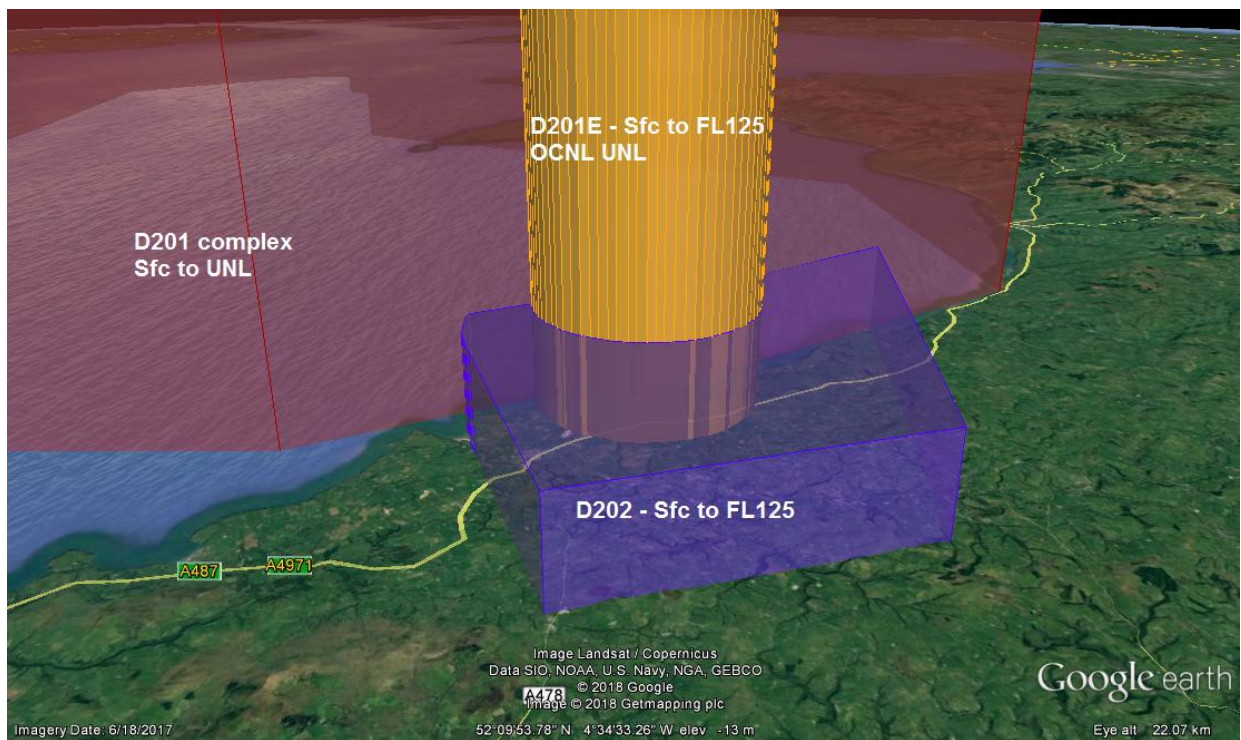 D201E - Sfc to FL125
OCNL UNL
D201 complex
Sfc to UNL
D202 - Sfc to FL125
A487
A4971
Image Landsat / Copernicus
Data SIO, NOAA, U.S. Navy, NGA, GEBCO
© 2018 Google
A478
Image © 2018 Getmapping plc
Google earth
Imagery Date: 6/18/2017
52°09'53.78" N 4°34'33.26" W elev -13 m
Eye alt 22.07 km